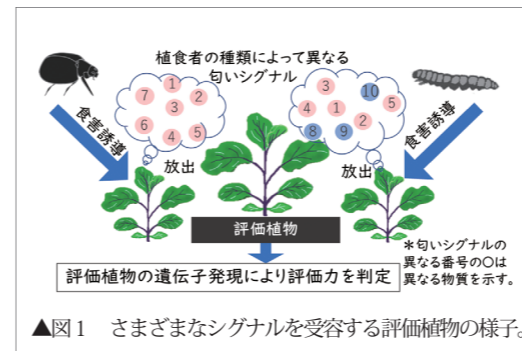 植食者の種類によって異なる
匂いシグナル
7
1
2
3
6
4
5
3
10
4
1
5
8
9
2
食害誘導
食害誘導
放出
放出
評価植物
*匂いシグナルの
異なる番号の〇は
異なる物質を示す。
評価植物の遺伝子発現により評価力を判定
▲図1 さまざまなシグナルを受容する評価植物の様子。